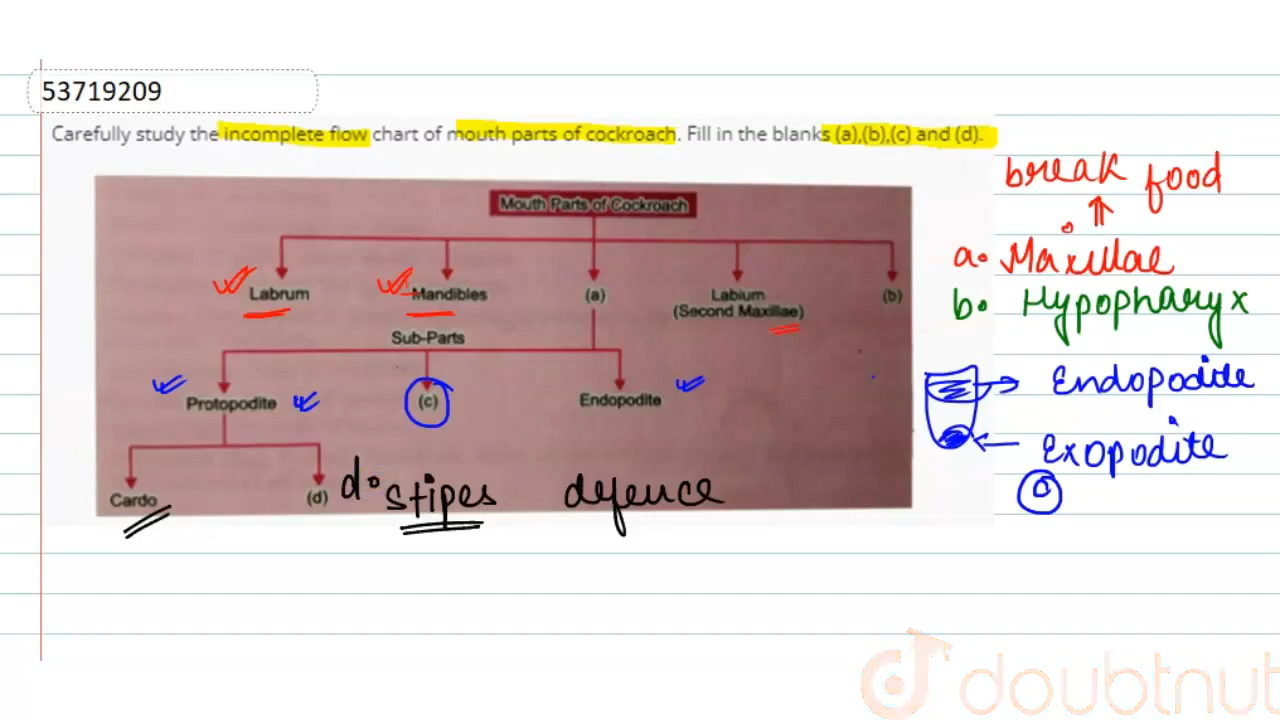 53719209
Carefully study the incomplete flow chart of mouth parts of cockroach. Fill in the blanks (a),(b),(c) and (d).
Mouth Parts of Cockroach
Labrum Mandibles (a) Labium (b)
(Second Maxillae)
Sub-Parts
Protopodite (c) Endopodite
Cardo (d) d. stipes defence
break food
a. Maxillae
b. Hypopharyx
Endopodite
Exopodite
c
doubtnut